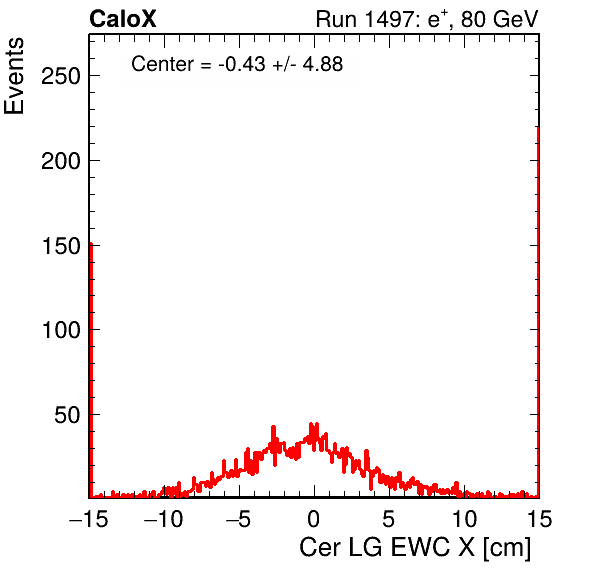 CaloX Run 1497: e⁺, 80 GeV
Center = -0.43 +/- 4.88
Events
250
200
150
100
50
−15 −10 −5 0 5 10 15
Cer LG EWC X [cm]